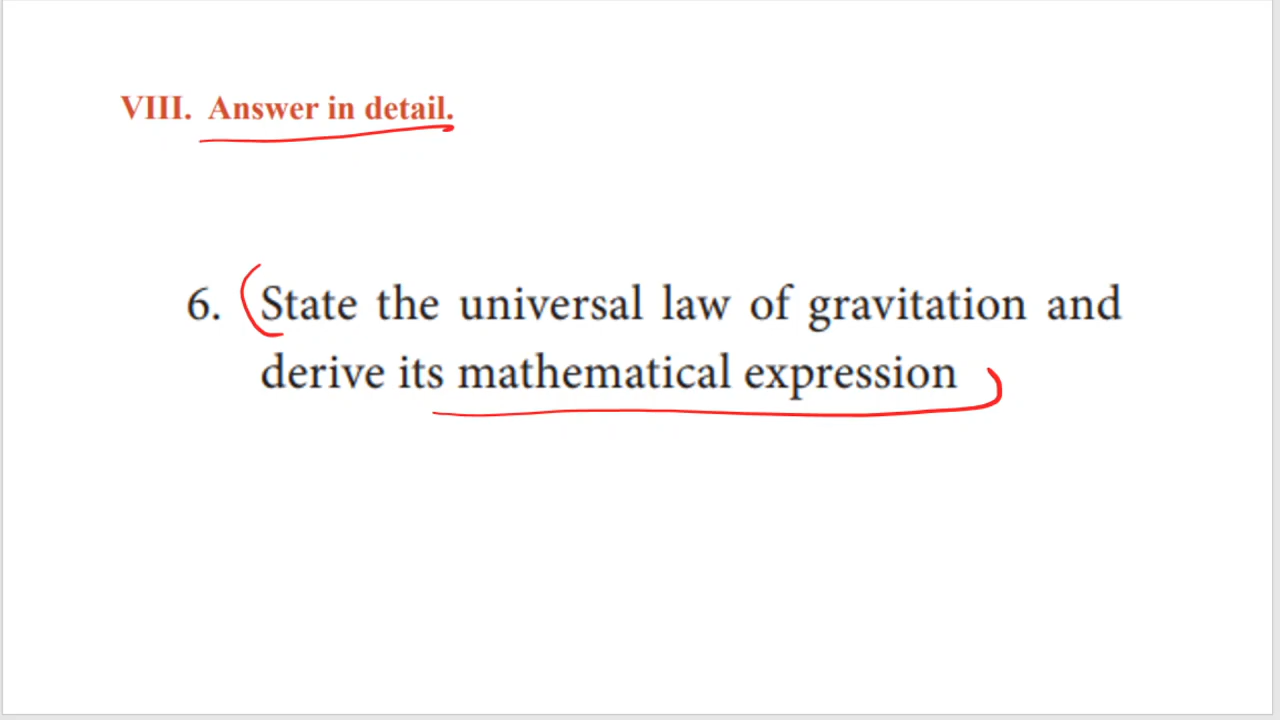 VIII. Answer in detail.
6. State the universal law of gravitation and
derive its mathematical expression